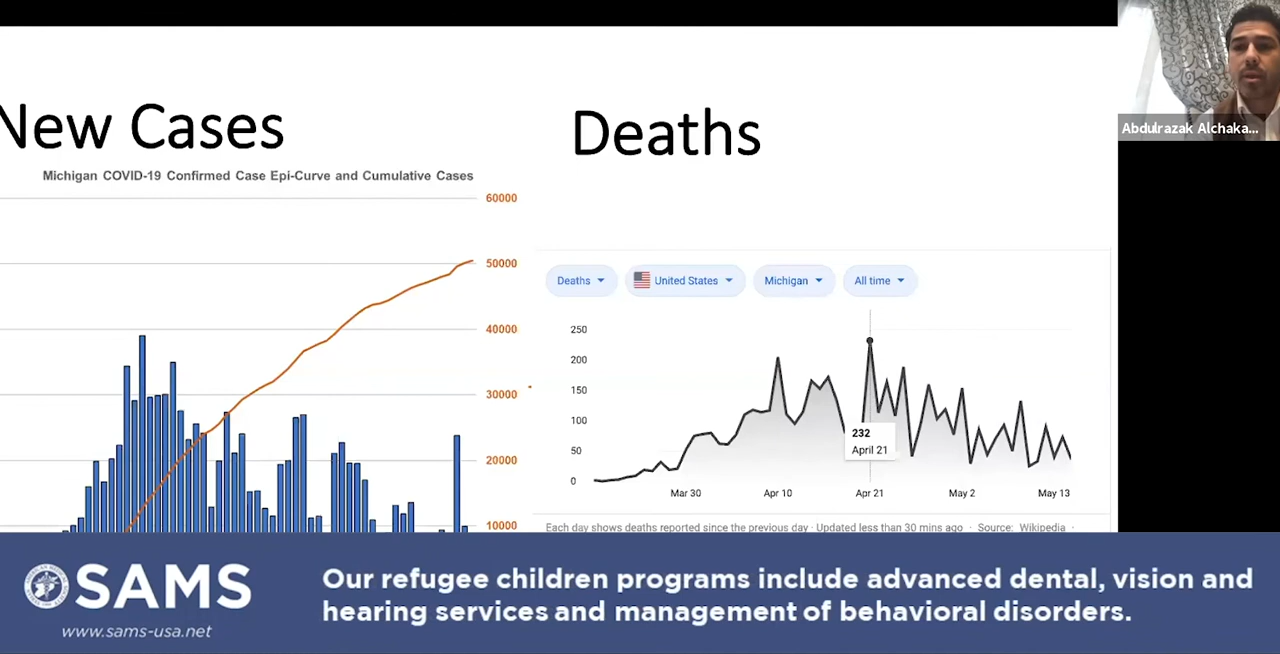 New Cases
Michigan COVID-19 Confirmed Case Epi-Curve and Cumulative Cases
60000
50000
40000
30000
20000
10000
Deaths
Deaths United States Michigan All time
250
200
150
100
50
0
232
April 21
Mar 30 Apr 10 Apr 21 May 2 May 13
Each day shows deaths reported since the previous day · Updated less than 30 mins ago · Source: Wikipedia ·
Abdulrazak Alchaka...
SAMS
www.sams-usa.net
Our refugee children programs include advanced dental, vision and
hearing services and management of behavioral disorders.